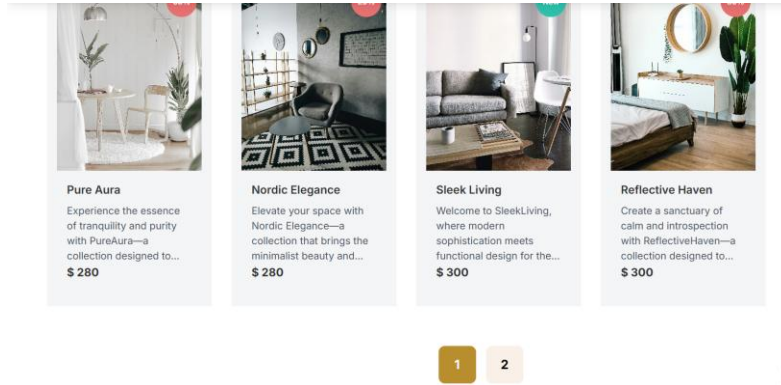 Pure Aura
Experience the essence
of tranquility and purity
with PureAura—a
collection designed to...
$ 280
Nordic Elegance
Elevate your space with
Nordic Elegance—a
collection that brings the
minimalist beauty and...
$ 280
Sleek Living
Welcome to SleekLiving,
where modern
sophistication meets
functional design for the...
$ 300
Reflective Haven
Create a sanctuary of
calm and introspection
with ReflectiveHaven—a
collection designed to...
$ 300
1
2